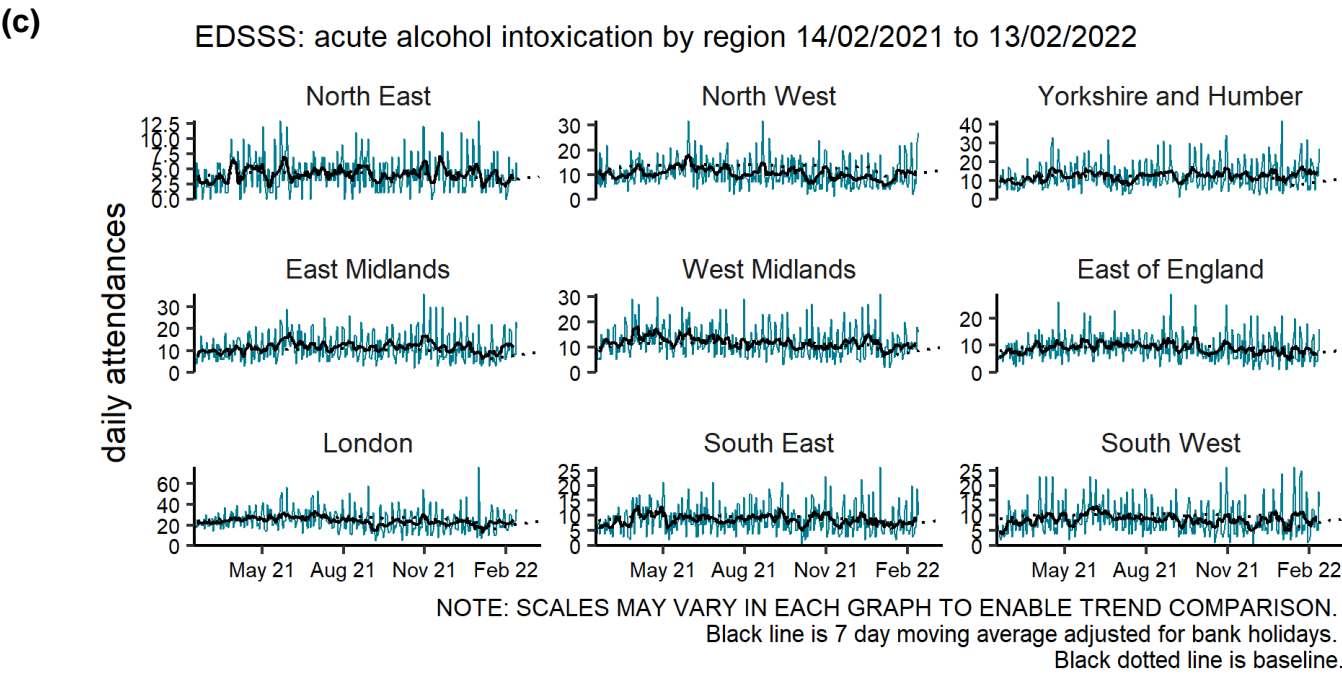 (c)
EDSSS: acute alcohol intoxication by region 14/02/2021 to 13/02/2022
daily attendances
North East
12.5
10.0
7.5
5.0
2.5
0.0
North West
30
20
10
0
Yorkshire and Humber
40
30
20
10
0
East Midlands
30
20
10
0
West Midlands
30
20
10
0
East of England
20
10
0
London
60
40
20
0
May 21 Aug 21 Nov 21 Feb 22
South East
25
20
15
10
5
0
May 21 Aug 21 Nov 21 Feb 22
South West
25
20
15
10
5
0
May 21 Aug 21 Nov 21 Feb 22
NOTE: SCALES MAY VARY IN EACH GRAPH TO ENABLE TREND COMPARISON.
Black line is 7 day moving average adjusted for bank holidays.
Black dotted line is baseline.